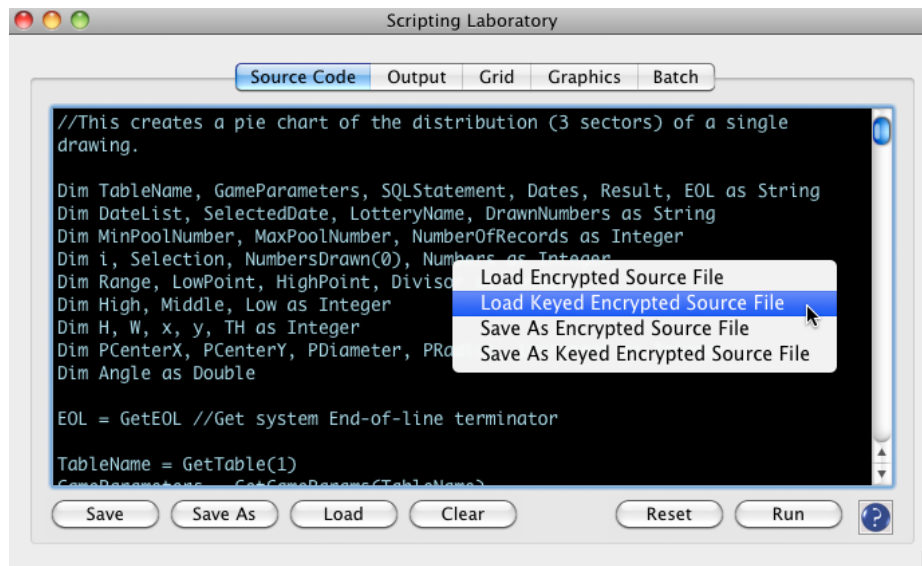 Scripting Laboratory
Source Code Output Grid Graphics Batch
//This creates a pie chart of the distribution (3 sectors) of a single
drawing.
Dim TableName, GameParameters, SQLStatement, Dates, Result, EOL as String
Dim DateList, SelectedDate, LotteryName, DrawnNumbers as String
Dim MinPoolNumber, MaxPoolNumber, NumberOfRecords as Integer
Dim i, Selection, NumbersDrawn(0), Numbers as Integer
Dim Range, LowPoint, HighPoint, Diviso
Dim High, Middle, Low as Integer
Dim H, W, x, y, TH as Integer
Dim PCenterX, PCenterY, PDiameter, PRa
Dim Angle as Double
Load Encrypted Source File
Load Keyed Encrypted Source File
Save As Encrypted Source File
Save As Keyed Encrypted Source File
EOL = GetEOL //Get system End-of-line terminator
TableName = GetTable(1)
GameParameters = GetGameParams(TableName)
Save Save As Load Clear Reset Run ?